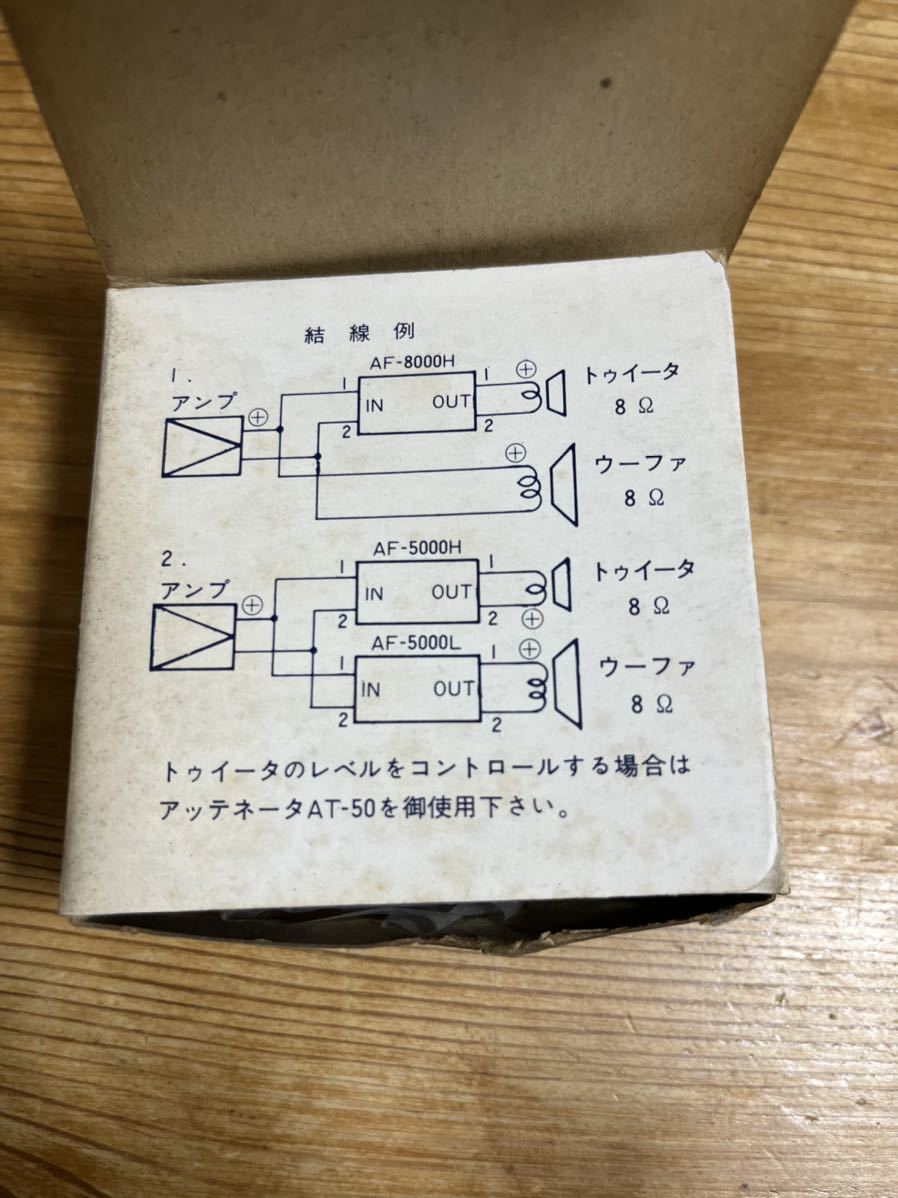 結線例
1.
アンプ
⊕
AF-8000H
1
IN
OUT
1
2
2
⊕
トゥイータ
8 Ω
⊕
ウーファ
8 Ω
2.
アンプ
⊕
AF-5000H
1
IN
OUT
1
2
2
⊕
トゥイータ
8 Ω
AF-5000L
1
IN
OUT
1
2
2
⊕
ウーファ
8 Ω
トゥイータのレベルをコントロールする場合は
アッテネータAT-50を御使用下さい。